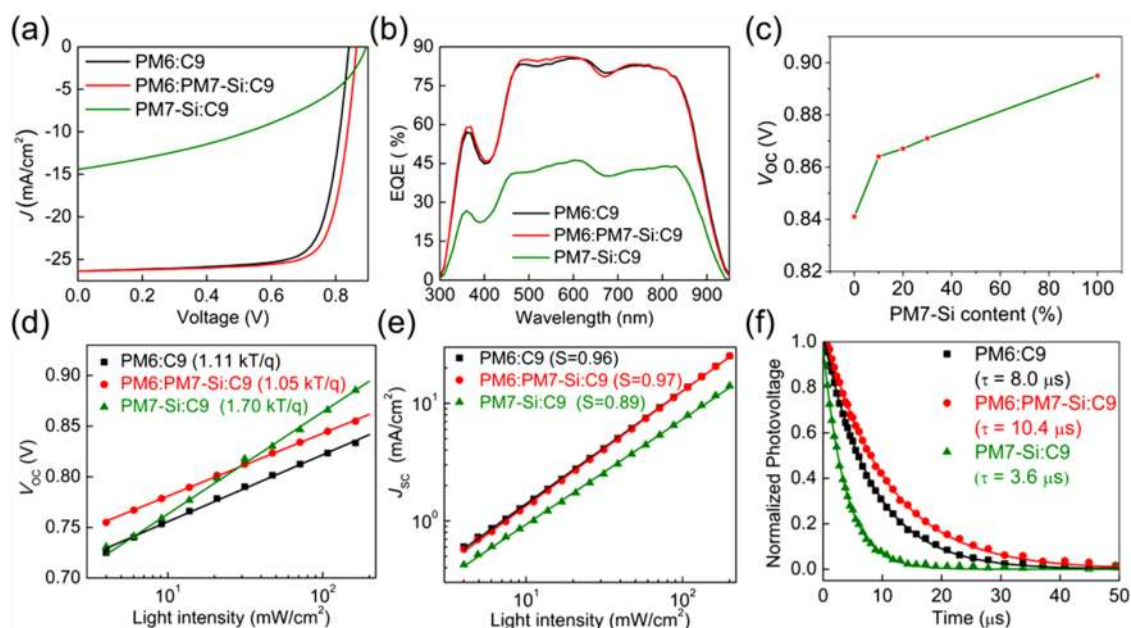 (a)
0
-5
-10
-15
-20
-25
J (mA/cm²)
PM6:C9
PM6:PM7-Si:C9
PM7-Si:C9
0.0 0.2 0.4 0.6 0.8
Voltage (V)
(b)
90
75
60
45
30
15
0
EQE ( %)
PM6:C9
PM6:PM7-Si:C9
PM7-Si:C9
300 400 500 600 700 800 900
Wavelength (nm)
(c)
0.90
0.88
0.86
0.84
0.82
VOC (V)
0 20 40 60 80 100
PM7-Si content (%)
(d)
0.90
0.85
0.80
0.75
0.70
VOC (V)
PM6:C9 (1.11 kT/q)
PM6:PM7-Si:C9 (1.05 kT/q)
PM7-Si:C9 (1.70 kT/q)
10¹ 10²
Light intensity (mW/cm²)
(e)
10¹
10⁰
JSC (mA/cm²)
PM6:C9 (S=0.96)
PM6:PM7-Si:C9 (S=0.97)
PM7-Si:C9 (S=0.89)
10¹ 10²
Light intensity (mW/cm²)
(f)
1.0
0.8
0.6
0.4
0.2
0.0
Normalized Photovoltage
PM6:C9
(τ = 8.0 μs)
PM6:PM7-Si:C9
(τ = 10.4 μs)
PM7-Si:C9
(τ = 3.6 μs)
0 10 20 30 40 50
Time (μs)